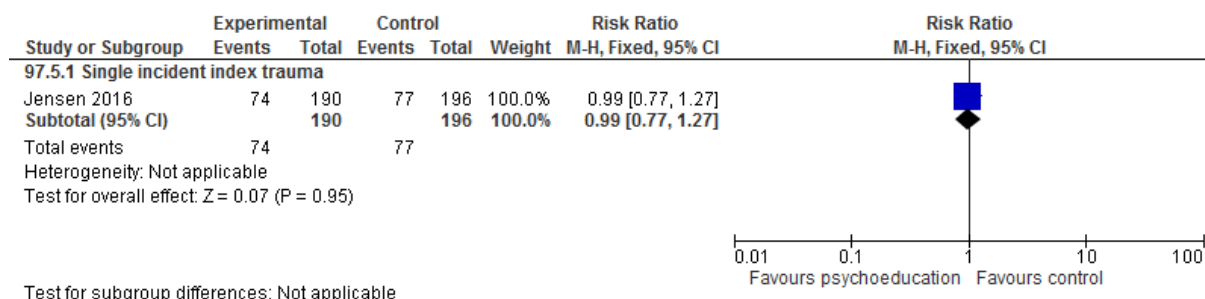 Experimental Control Risk Ratio Risk Ratio
Study or Subgroup Events Total Events Total Weight M-H, Fixed, 95% CI M-H, Fixed, 95% CI
97.5.1 Single incident index trauma
Jensen 2016 74 190 77 196 100.0% 0.99 [0.77, 1.27]
Subtotal (95% CI) 190 196 100.0% 0.99 [0.77, 1.27]
Total events 74 77
Heterogeneity: Not applicable
Test for overall effect: Z = 0.07 (P = 0.95)
0.01 0.1 1 10 100
Favours psychoeducation Favours control
Test for subgroup differences: Not applicable